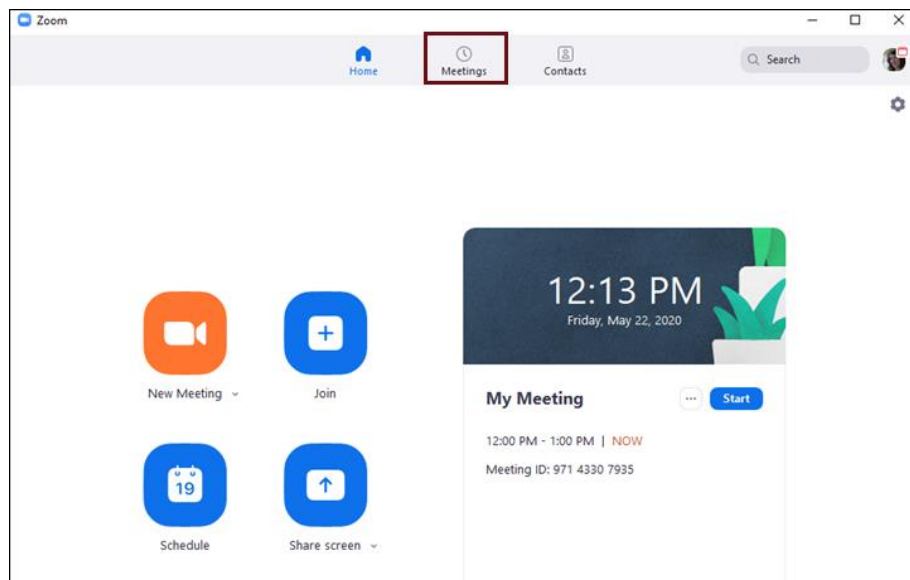 Zoom
Home
Meetings
Contacts
Search
12:13 PM
Friday, May 22, 2020
New Meeting
Join
My Meeting
Start
12:00 PM - 1:00 PM | NOW
Meeting ID: 971 4330 7935
19
Schedule
Share screen